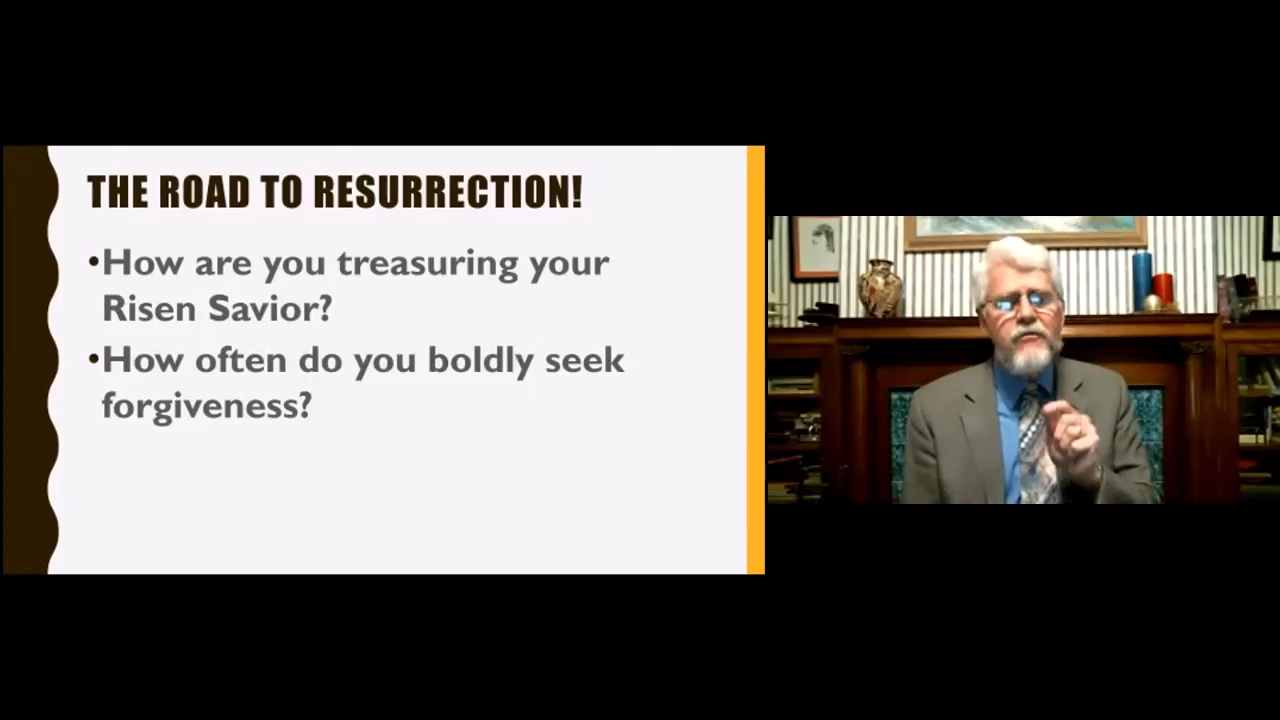 THE ROAD TO RESURRECTION!
•How are you treasuring your
Risen Savior?
•How often do you boldly seek
forgiveness?